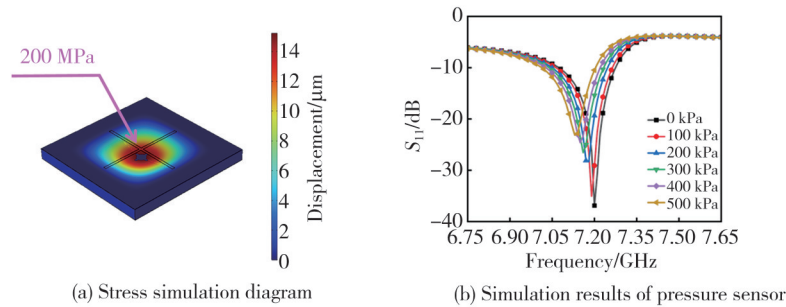 200 MPa
14
12
10
8
6
4
2
0
Displacement/μm
(a) Stress simulation diagram
0
−10
−20
−30
−40
S₁₁/dB
0 kPa
100 kPa
200 kPa
300 kPa
400 kPa
500 kPa
6.75 6.90 7.05 7.20 7.35 7.50 7.65
Frequency/GHz
(b) Simulation results of pressure sensor